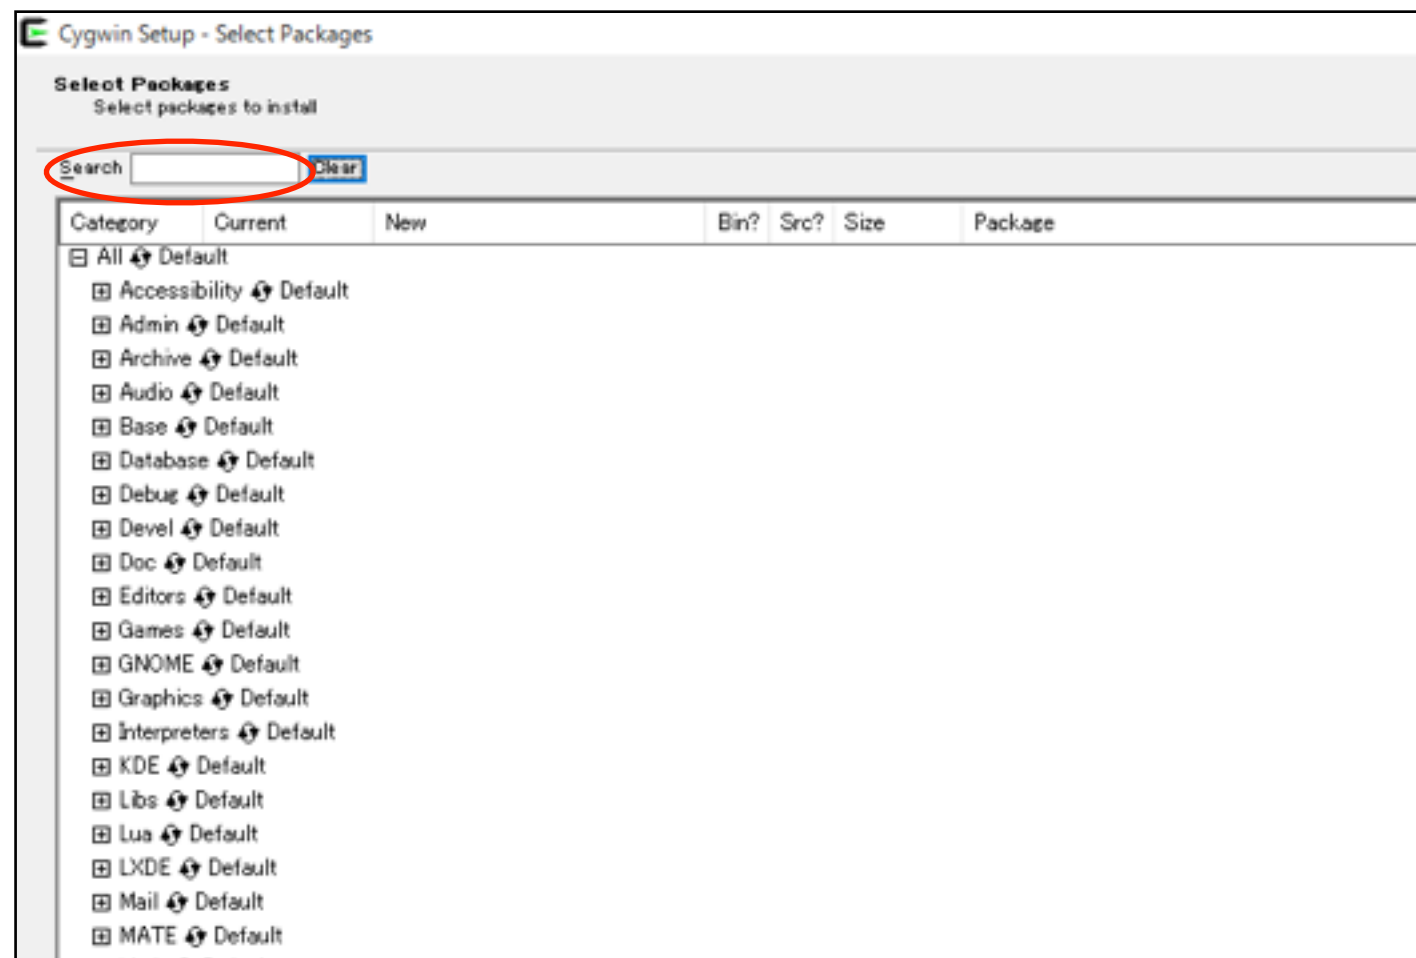 Cygwin Setup - Select Packages
Select Packages
Select packages to install
Search Clear
Category Current New Bin? Src? Size Package
All Default
Accessibility Default
Admin Default
Archive Default
Audio Default
Base Default
Database Default
Debug Default
Devel Default
Doc Default
Editors Default
Games Default
GNOME Default
Graphics Default
Interpreters Default
KDE Default
Libs Default
Lua Default
LXDE Default
Mail Default
MATE Default